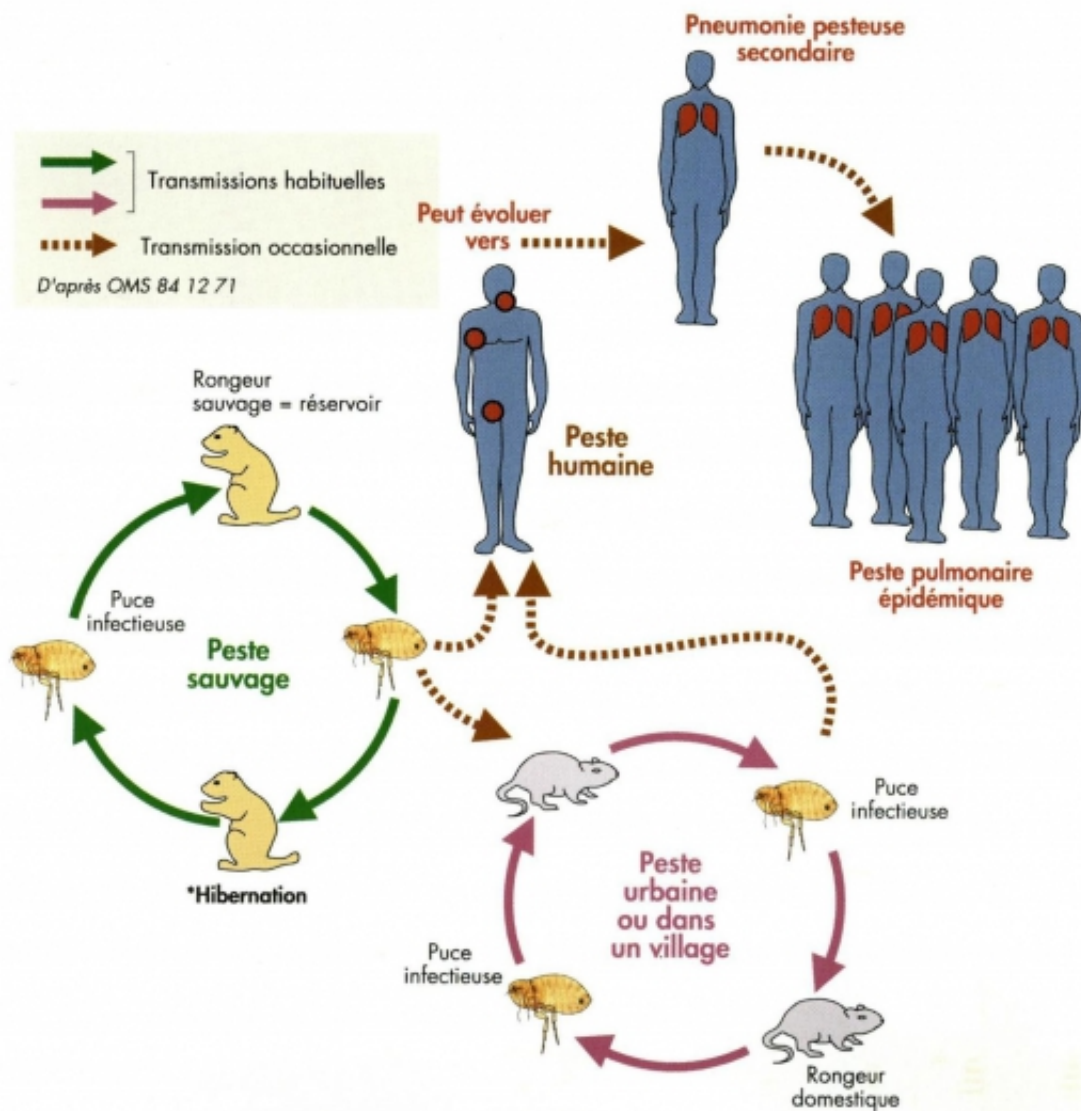 Pneumonie pesteuse
secondaire
Transmissions habituelles
Transmission occasionnelle
D'après OMS 84 12 71
Peut évoluer
vers
Rongeur
sauvage = réservoir
Peste
humaine
Peste pulmonaire
épidémique
Puce
infectieuse
Peste
sauvage
*Hibernation
Puce
infectieuse
Peste
urbaine
ou dans
un village
Puce
infectieuse
Rongeur
domestique